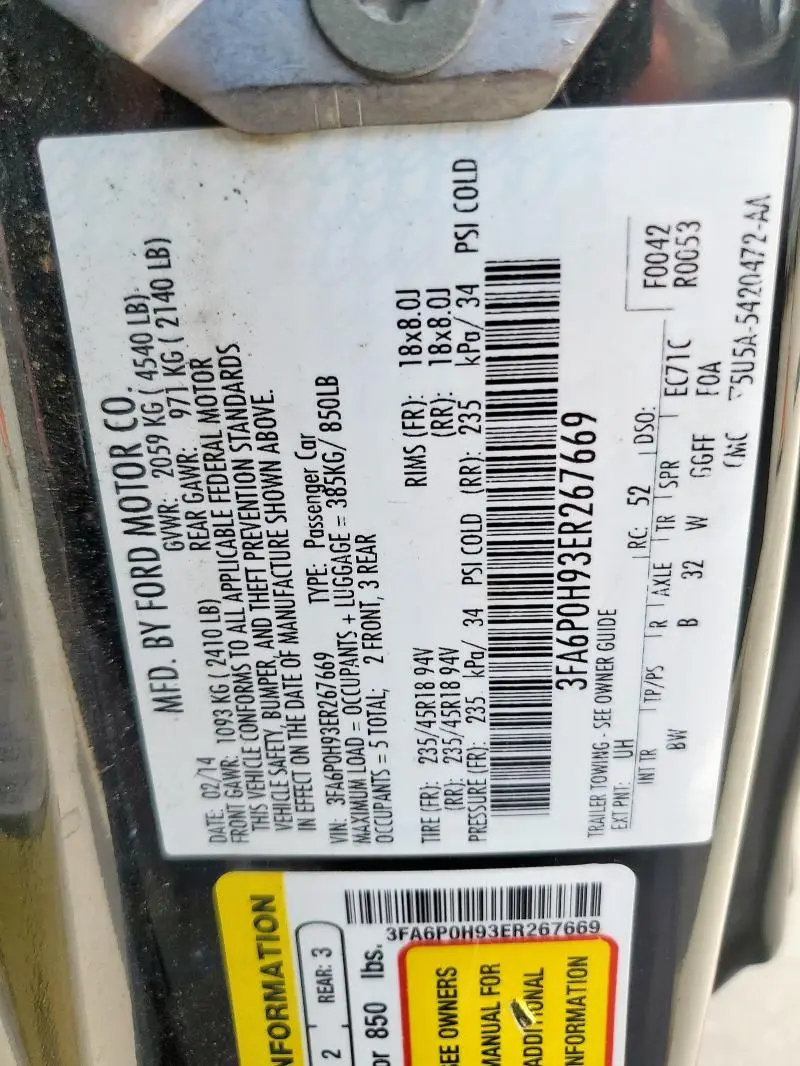 MFD. BY FORD MOTOR CO.
DATE: 02/14 GVWR: 2059 KG ( 4540 LB)
FRONT GAWR: 1093 KG ( 2410 LB) REAR GAWR: 971 KG ( 2140 LB)
THIS VEHICLE CONFORMS TO ALL APPLICABLE FEDERAL MOTOR
VEHICLE SAFETY, BUMPER, AND THEFT PREVENTION STANDARDS
IN EFFECT ON THE DATE OF MANUFACTURE SHOWN ABOVE.
VIN: 3FA6P0H93ER267669 TYPE: Passenger Car
MAXIMUM LOAD = OCCUPANTS + LUGGAGE = 385KG/ 850LB
OCCUPANTS = 5 TOTAL; 2 FRONT, 3 REAR
TIRE (FR): 235/45R18 94V RIMS (FR): 18x8.0J
(RR): 235/45R18 94V (RR): 18x8.0J
PRESSURE (FR): 235 kPa/ 34 PSI COLD (RR): 235 kPa/ 34 PSI COLD
3FA6P0H93ER267669
TRAILER TOWING - SEE OWNER GUIDE
EXT PNT: UH RC: 52 DSO: F0042
R0053
INT TR TP/PS R AXLE TR SPR EC71C
BW B 32 W GGFF FOA
5U5A-5420472-AA
NFORMATION
2 REAR: 3
or 850 lbs.
3FA6P0H93ER267669
SEE OWNERS
MANUAL FOR
ADDITIONAL
INFORMATION